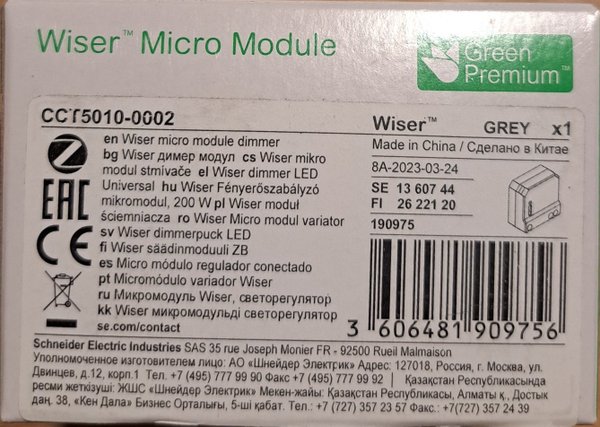 Wiser™ Micro Module
Green
Premium™
CCT5010-0002
Wiser™ GREY x1
Made in China / Сделано в Китае
8A-2023-03-24
SE 13 607 44
FI 26 221 20
190975
en Wiser micro module dimmer
bg Wiser димер модул cs Wiser mikro
modul stmívače el Wiser dimmer LED
Universal hu Wiser Fényerőszabályzó
mikromodul, 200 W pl Wiser moduł
ściemniacza ro Wiser Micro modul variator
sv Wiser dimmerpuck LED
fi Wiser säädinmoduuli ZB
es Micro módulo regulador conectado
pt Micromódulo variador Wiser
ru Микромодуль Wiser, светорегулятор
kk Wiser микромодульді светорегулятор
se.com/contact
EAC
CE
3 606481 909756
Schneider Electric Industries SAS 35 rue Joseph Monier FR - 92500 Rueil Malmaison
Уполномоченное изготовителем лицо: АО «Шнейдер Электрик» Адрес: 127018, Россия, г. Москва, ул.
Двинцев, д.12, корп.1 Тел. +7 (495) 777 99 90 Факс +7 (495) 777 99 92 | Қазақстан Республикасында
ресми жеткізуші: ЖШС «Шнейдер Электрик» Мекен-жайы: Қазақстан Республикасы, Алматы қ., Достық
даң. 38, «Кен Дала» Бизнес Орталығы, 5-ші қабат. Тел.: +7 (727) 357 23 57 Факс.: +7(727) 357 24 39